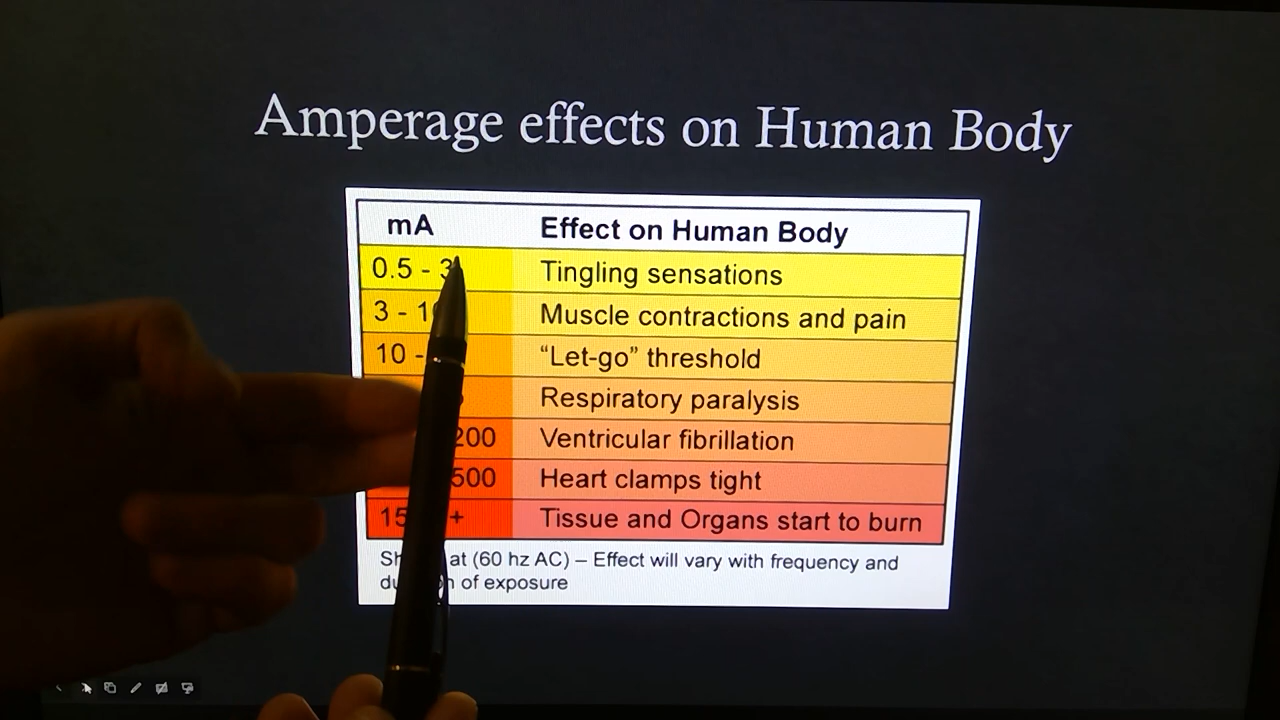 Amperage effects on Human Body
mA Effect on Human Body
0.5 - 3 Tingling sensations
3 - 10 Muscle contractions and pain
10 - “Let-go” threshold
Respiratory paralysis
200 Ventricular fibrillation
500 Heart clamps tight
+ Tissue and Organs start to burn
at (60 hz AC) – Effect will vary with frequency and
of exposure